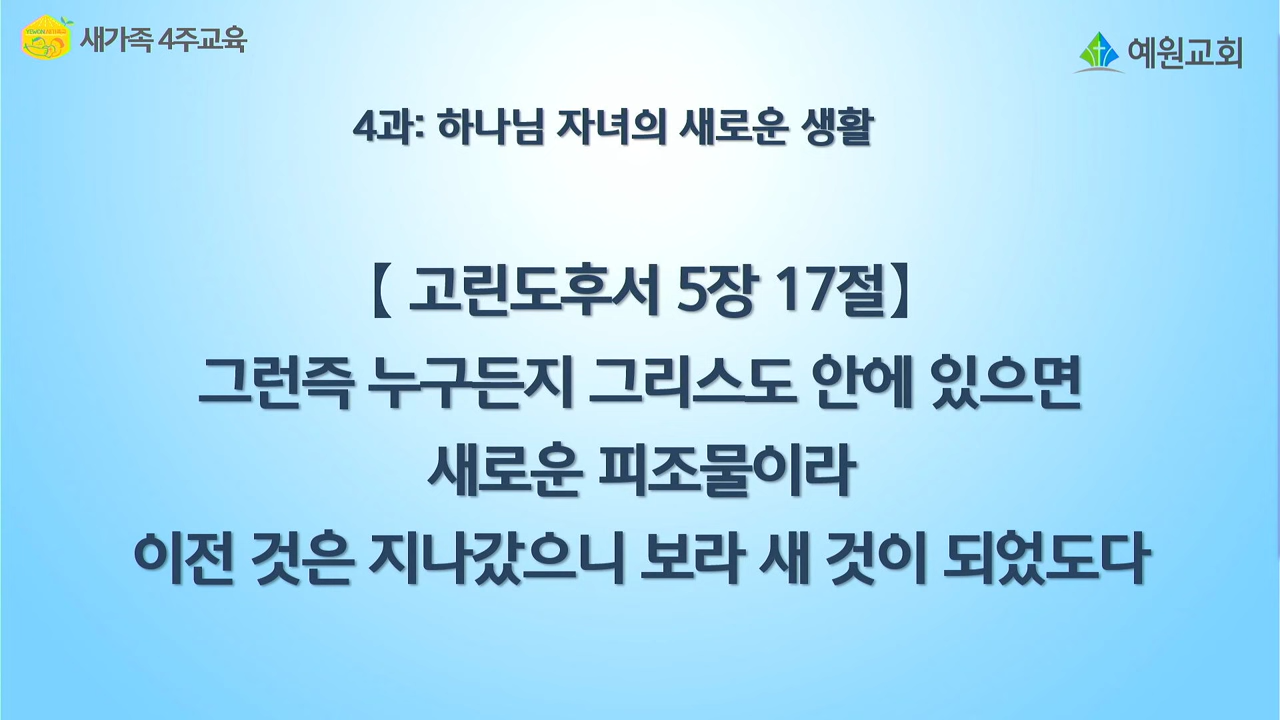 새가족 4주교육
예원교회
4과: 하나님 자녀의 새로운 생활
【 고린도후서 5장 17절】
그런즉 누구든지 그리스도 안에 있으면
새로운 피조물이라
이전 것은 지나갔으니 보라 새 것이 되었도다